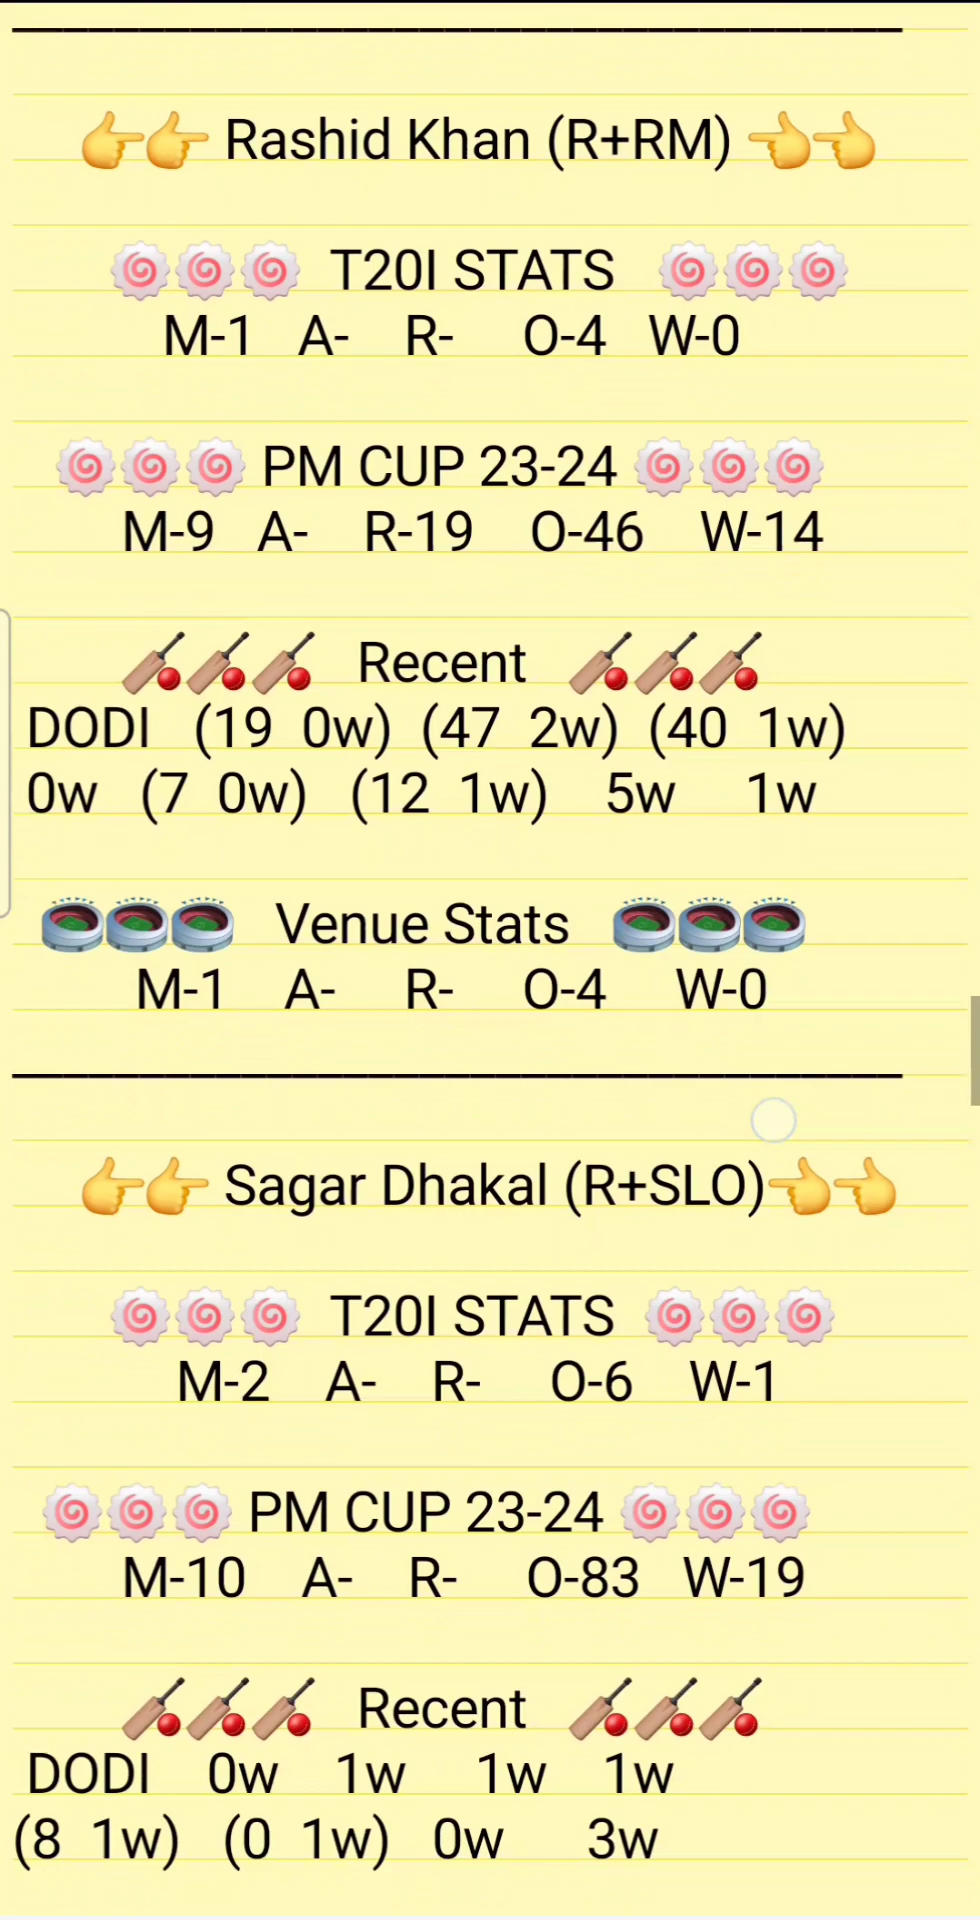 👉👉 Rashid Khan (R+RM) 👈👈
🍥🍥🍥 T20I STATS 🍥🍥🍥
M-1 A- R- O-4 W-0
🍥🍥🍥 PM CUP 23-24 🍥🍥🍥
M-9 A- R-19 O-46 W-14
🏏🏏🏏 Recent 🏏🏏🏏
DODI (19 0w) (47 2w) (40 1w)
0w (7 0w) (12 1w) 5w 1w
🏟🏟🏟 Venue Stats 🏟🏟🏟
M-1 A- R- O-4 W-0
👉👉 Sagar Dhakal (R+SLO)👈👈
🍥🍥🍥 T20I STATS 🍥🍥🍥
M-2 A- R- O-6 W-1
🍥🍥🍥 PM CUP 23-24 🍥🍥🍥
M-10 A- R- O-83 W-19
🏏🏏🏏 Recent 🏏🏏🏏
DODI 0w 1w 1w 1w
(8 1w) (0 1w) 0w 3w